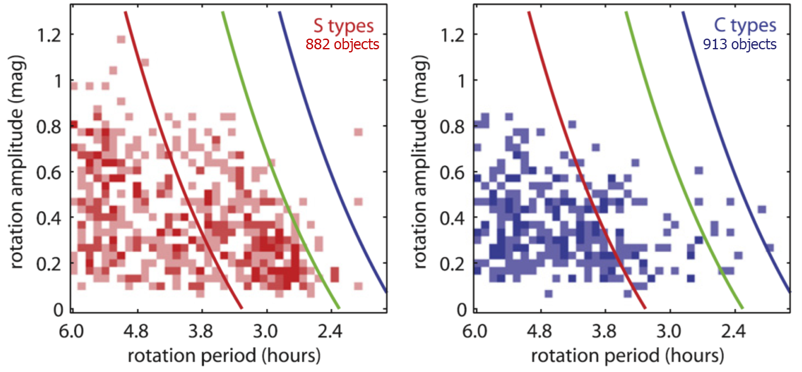 S types
882 objects
rotation amplitude (mag)
1.2
1
0.8
0.6
0.4
0.2
0
6.0 4.8 3.8 3.0 2.4
rotation period (hours)
C types
913 objects
rotation amplitude (mag)
1.2
1
0.8
0.6
0.4
0.2
0
6.0 4.8 3.8 3.0 2.4
rotation period (hours)